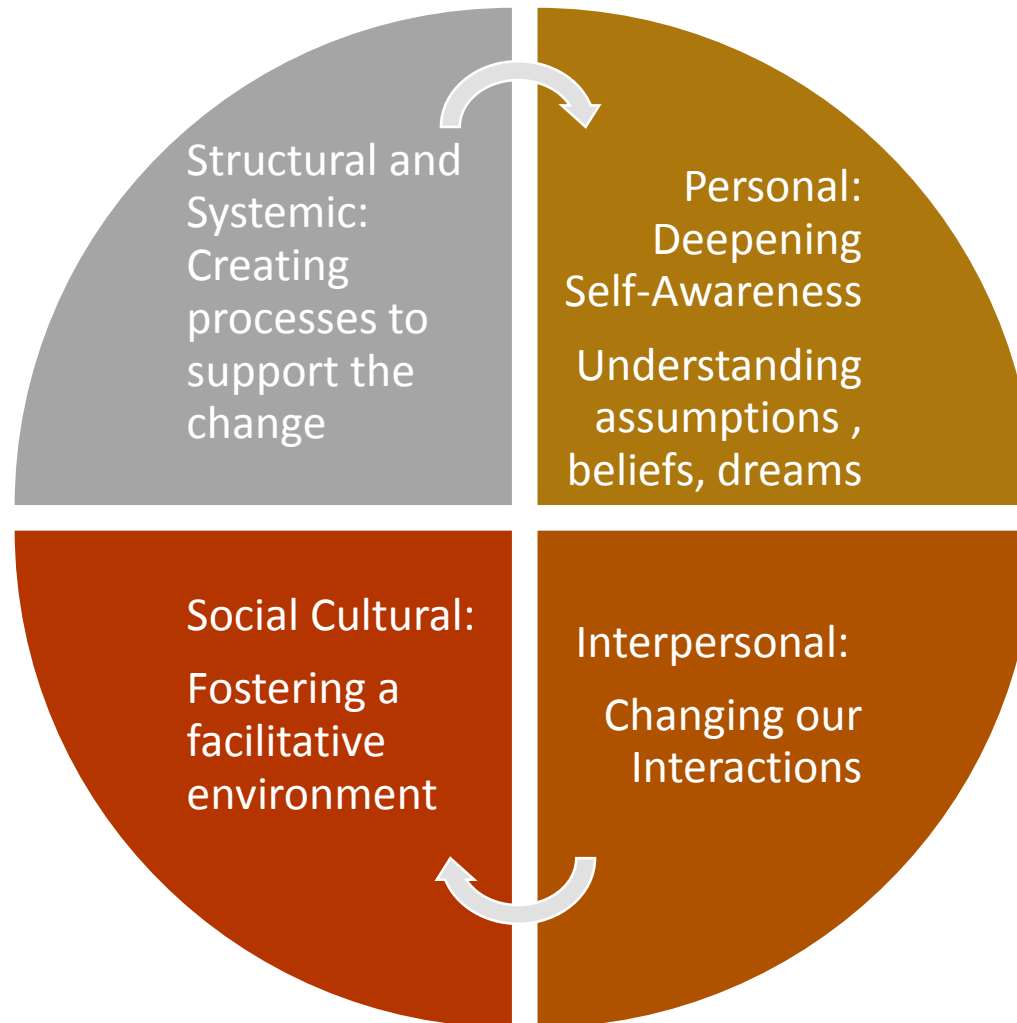 Structural and
Systemic:
Creating
processes to
support the
change
Personal:
Deepening
Self-Awareness
Understanding
assumptions ,
beliefs, dreams
Social Cultural:
Fostering a
facilitative
environment
Interpersonal:
Changing our
Interactions